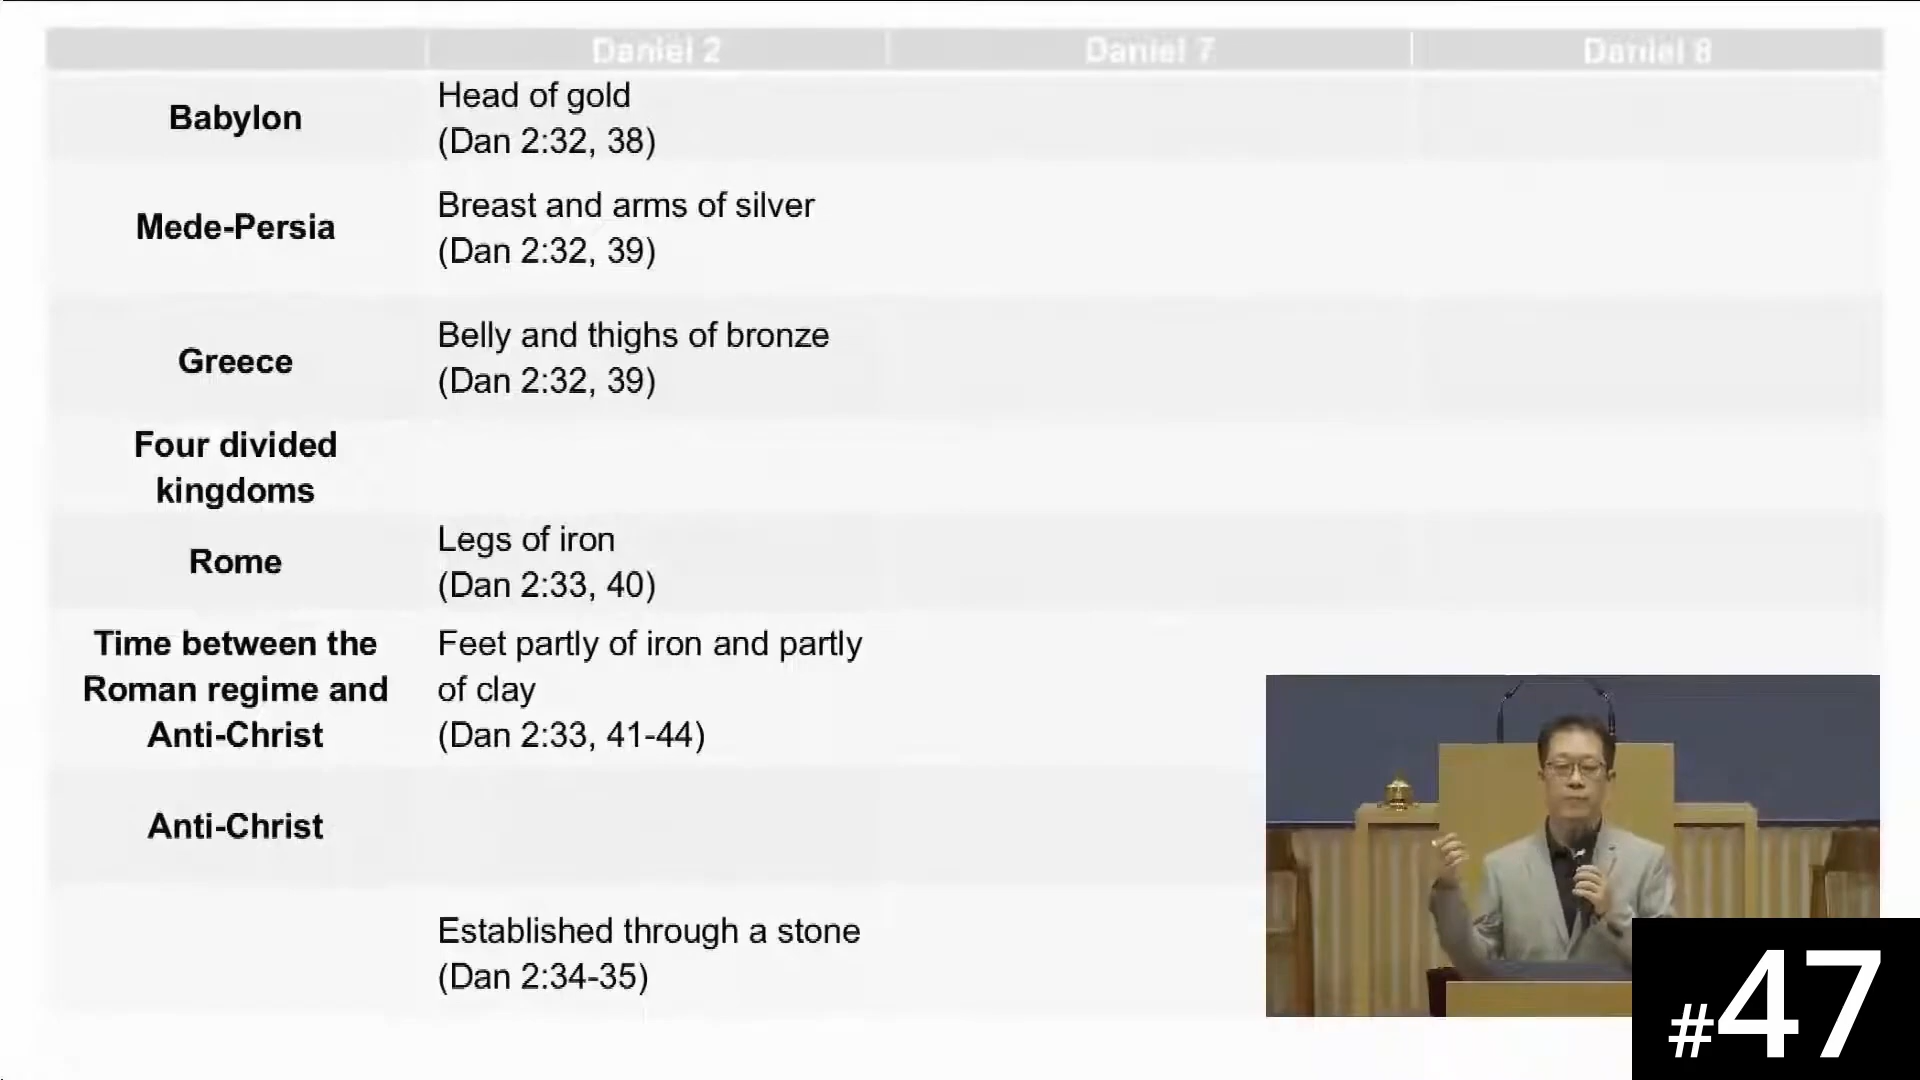 Daniel 2 Daniel 7 Daniel 8
Babylon
Head of gold
(Dan 2:32, 38)
Mede-Persia
Breast and arms of silver
(Dan 2:32, 39)
Greece
Belly and thighs of bronze
(Dan 2:32, 39)
Four divided
kingdoms
Rome
Legs of iron
(Dan 2:33, 40)
Time between the
Roman regime and
Anti-Christ
Feet partly of iron and partly
of clay
(Dan 2:33, 41-44)
Anti-Christ
Established through a stone
(Dan 2:34-35)
#47